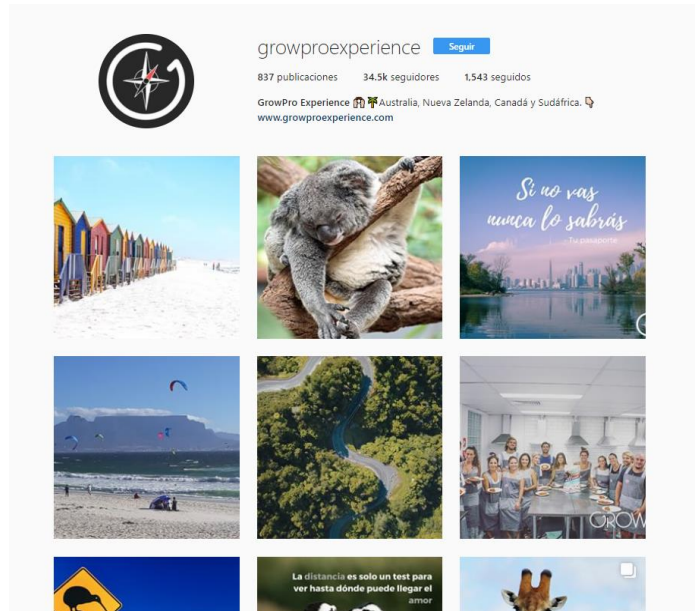 growproexperience Seguir
837 publicaciones 34.5k seguidores 1,543 seguidos
GrowPro Experience Australia, Nueva Zelanda, Canadá y Sudáfrica.
www.growproexperience.com
Si no vas
nunca lo sabrás
- Tu pasaporte
GROW
La distancia es solo un test para
ver hasta dónde puede llegar el
amor